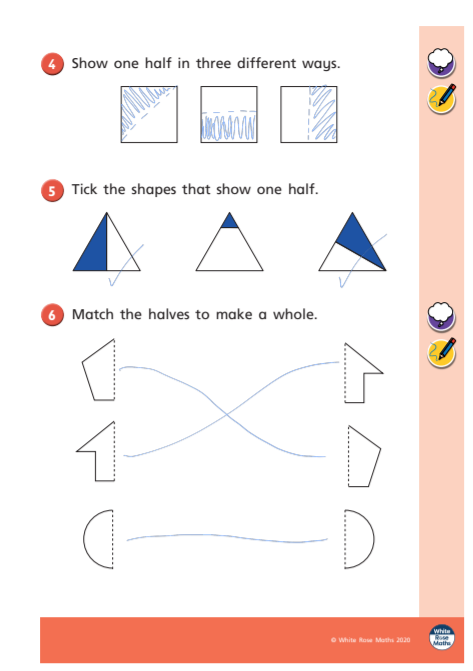 4 Show one half in three different ways.
5 Tick the shapes that show one half.
6 Match the halves to make a whole.
© White Rose Maths 2020
White
Rose
Maths